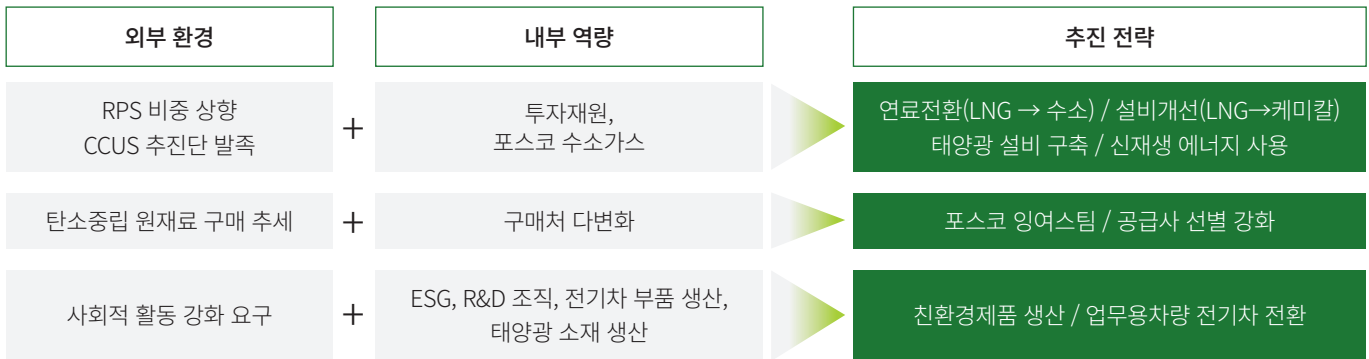 외부 환경
내부 역량
추진 전략
RPS 비중 상향
CCUS 추진단 발족
+
투자재원,
포스코 수소가스
연료전환(LNG → 수소) / 설비개선(LNG→케미칼)
태양광 설비 구축 / 신재생 에너지 사용
탄소중립 원재료 구매 추세
+
구매처 다변화
포스코 잉여스팀 / 공급사 선별 강화
사회적 활동 강화 요구
+
ESG, R&D 조직, 전기차 부품 생산,
태양광 소재 생산
친환경제품 생산 / 업무용차량 전기차 전환